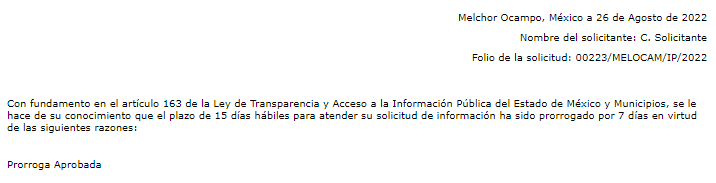 Melchor Ocampo, México a 26 de Agosto de 2022
Nombre del solicitante: C. Solicitante
Folio de la solicitud: 00223/MELOCAM/IP/2022
Con fundamento en el artículo 163 de la Ley de Transparencia y Acceso a la Información Pública del Estado de México y Municipios, se le
hace de su conocimiento que el plazo de 15 días hábiles para atender su solicitud de información ha sido prorrogado por 7 días en virtud
de las siguientes razones:
Prorroga Aprobada